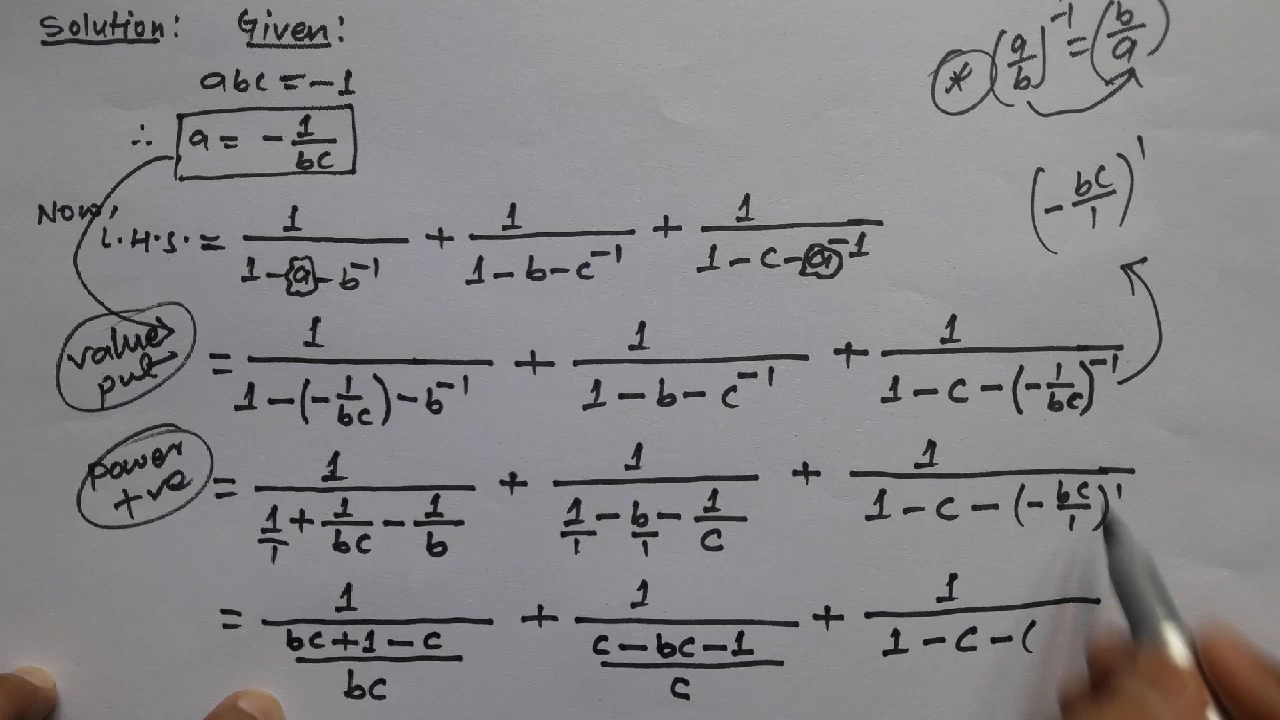 Solution: Given:
abc = -1
∴ a = - 1/bc
* (a/b)^-1 = (b/a)
(- bc/1)^1
Now,
L.H.S. = 1/(1-a-b^-1) + 1/(1-b-c^-1) + 1/(1-c-a^-1)
value put = 1/(1-(-1/bc)-b^-1) + 1/(1-b-c^-1) + 1/(1-c-(-1/bc)^-1)
power +ve = 1/(1/1 + 1/bc - 1/b) + 1/(1/1 - b/1 - 1/c) + 1/(1-c-(-bc/1)^1)
= 1/((bc+1-c)/bc) + 1/((c-bc-1)/c) + 1/(1-c-(